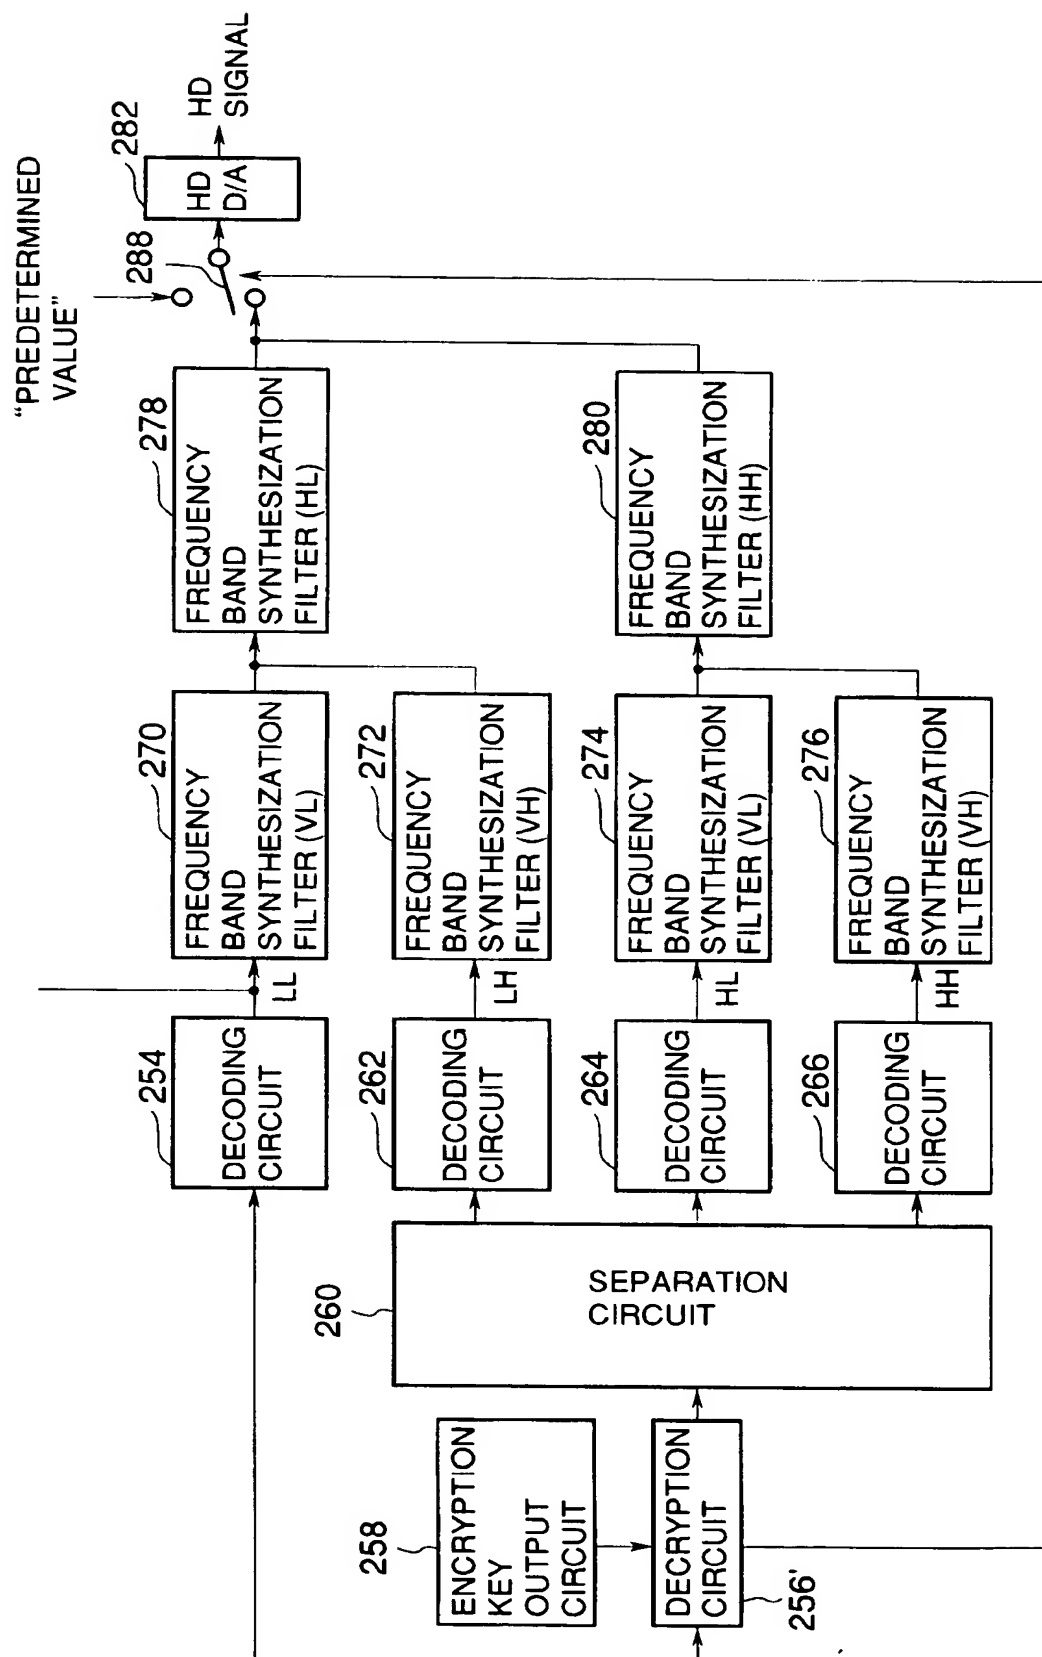 "PREDETERMINED
VALUE"
288
282
HD
D/A
HD
SIGNAL
254
DECODING
CIRCUIT
LL
270
FREQUENCY
BAND
SYNTHESIZATION
FILTER (VL)
278
FREQUENCY
BAND
SYNTHESIZATION
FILTER (HL)
262
DECODING
CIRCUIT
LH
272
FREQUENCY
BAND
SYNTHESIZATION
FILTER (VH)
258
ENCRYPTION
KEY
OUTPUT
CIRCUIT
260
SEPARATION
CIRCUIT
264
DECODING
CIRCUIT
HL
274
FREQUENCY
BAND
SYNTHESIZATION
FILTER (VL)
280
FREQUENCY
BAND
SYNTHESIZATION
FILTER (HH)
DECRYPTION
CIRCUIT
256'
266
DECODING
CIRCUIT
HH
276
FREQUENCY
BAND
SYNTHESIZATION
FILTER (VH)